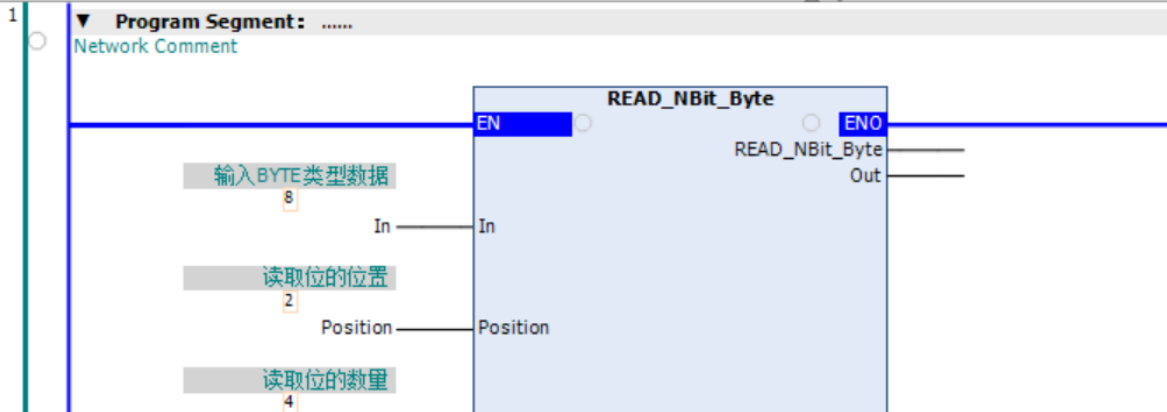 1
▼ Program Segment： ......
Network Comment
READ_NBit_Byte
EN ENO
READ_NBit_Byte
输入BYTE类型数据
Out
8
In In
读取位的位置
2
Position Position
读取位的数量
4